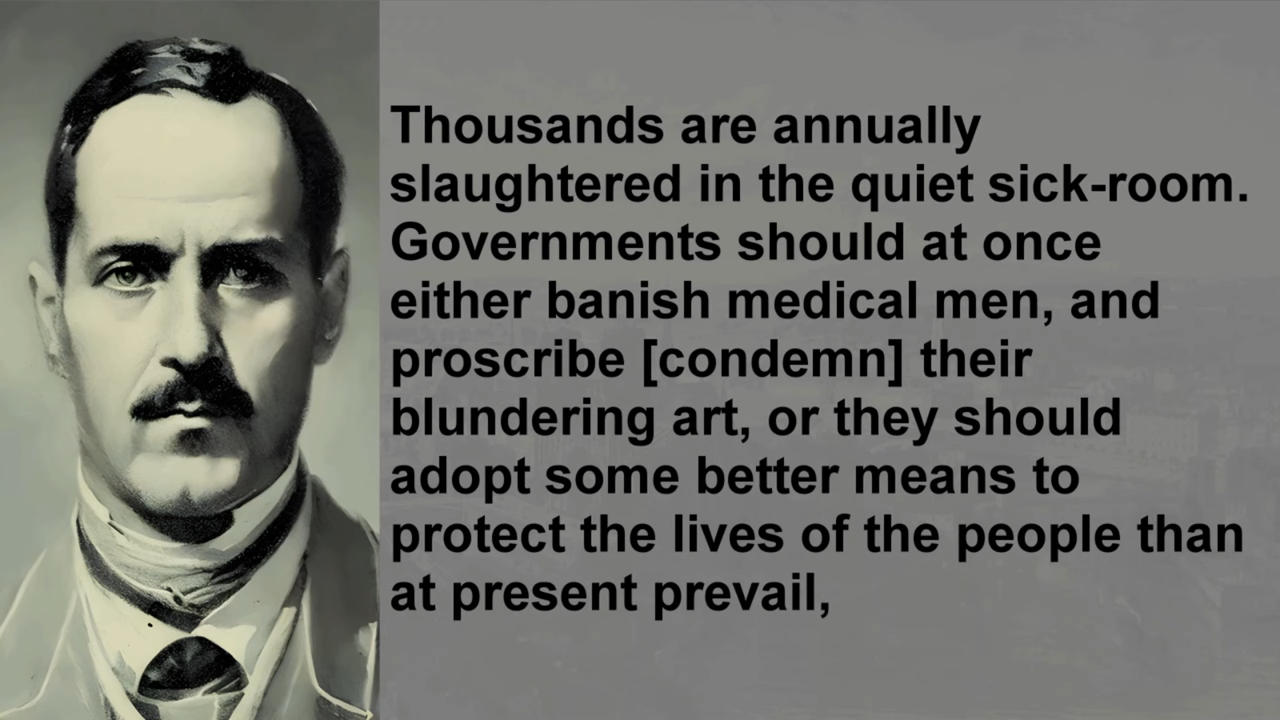 Thousands are annually
slaughtered in the quiet sick-room.
Governments should at once
either banish medical men, and
proscribe [condemn] their
blundering art, or they should
adopt some better means to
protect the lives of the people than
at present prevail,